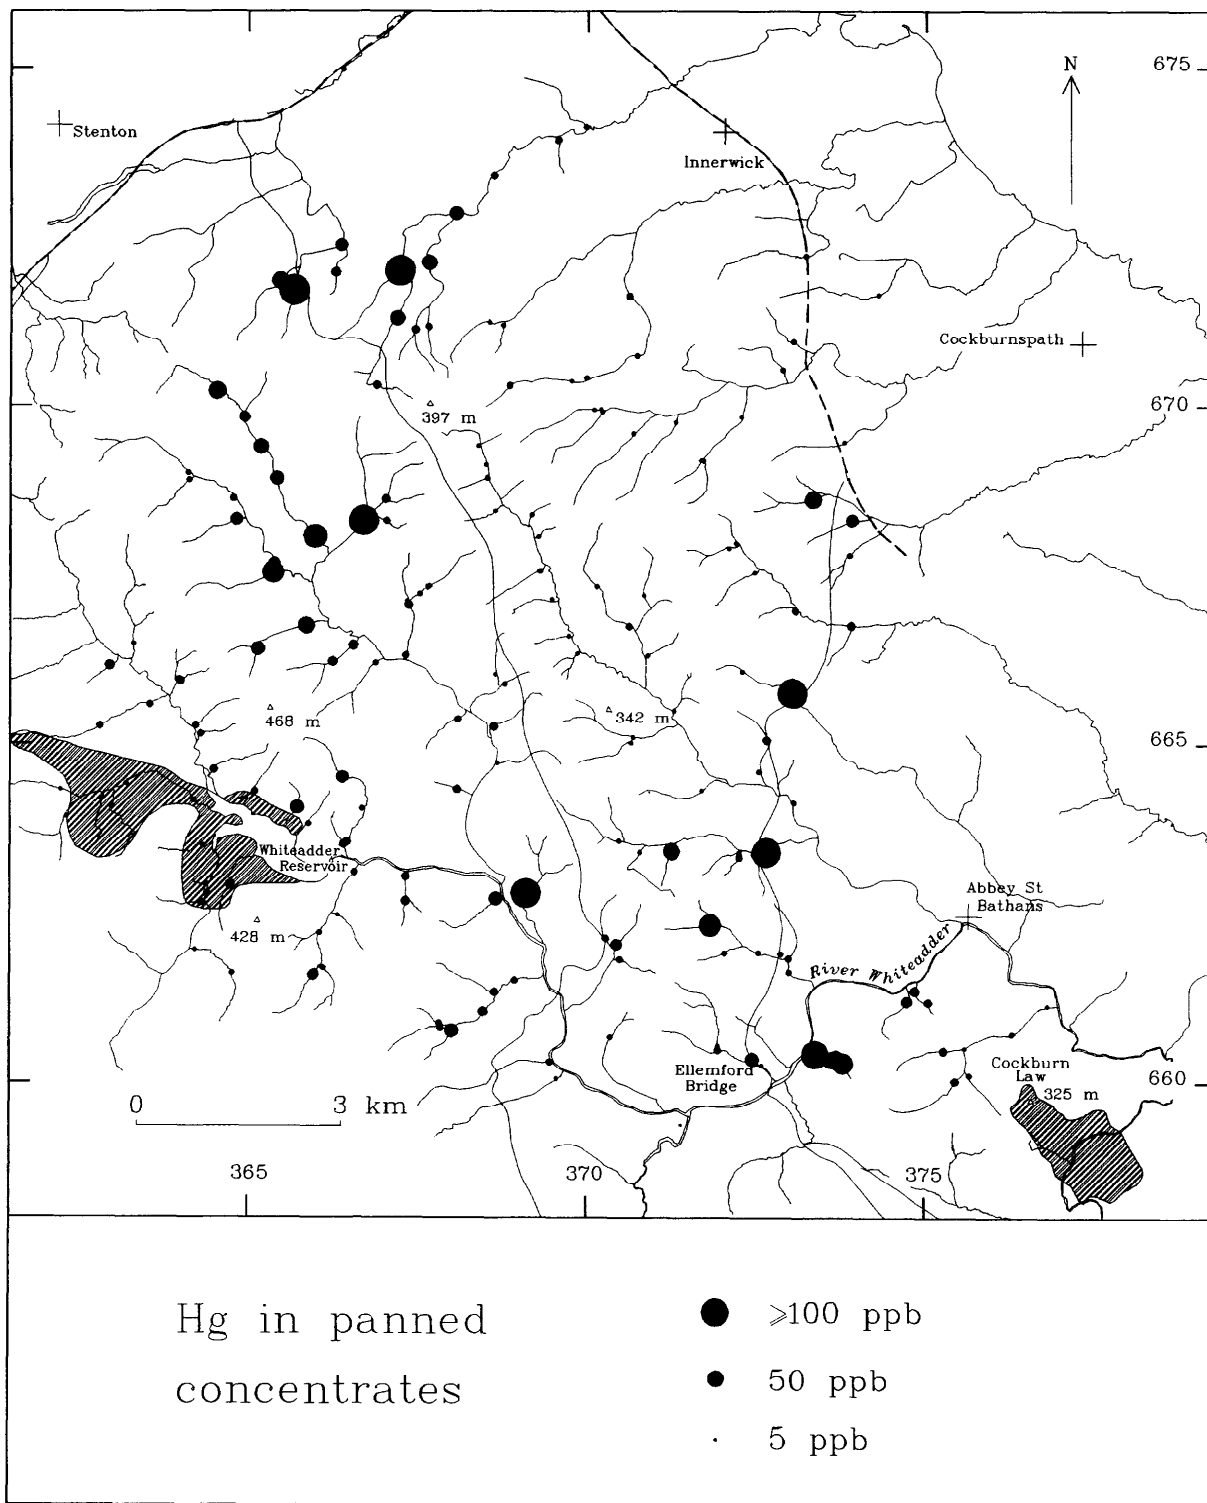 N
675
Stenton
Innerwick
Cockburnspath
670
397 m
468 m
342 m
665
Whiteadder
Reservoir
Abbey St
Bathans
428 m
River Whiteadder
Ellemford
Bridge
Cockburn
Law
325 m
660
0 3 km
365
370
375
Hg in panned
concentrates
⩾100 ppb
50 ppb
5 ppb